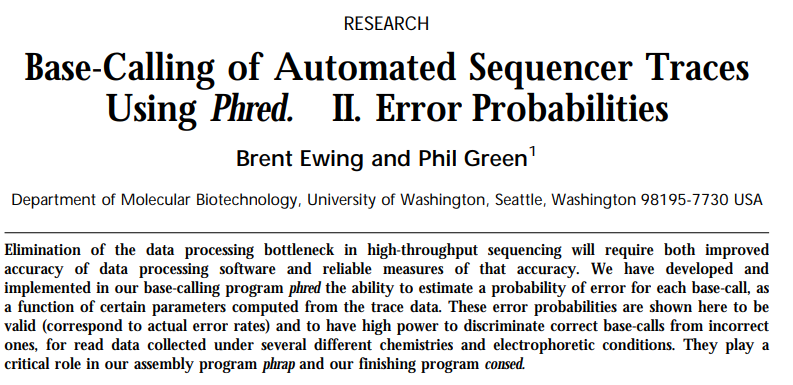 RESEARCH
Base-Calling of Automated Sequencer Traces
Using Phred. II. Error Probabilities
Brent Ewing and Phil Green1
Department of Molecular Biotechnology, University of Washington, Seattle, Washington 98195-7730 USA
Elimination of the data processing bottleneck in high-throughput sequencing will require both improved
accuracy of data processing software and reliable measures of that accuracy. We have developed and
implemented in our base-calling program phred the ability to estimate a probability of error for each base-call, as
a function of certain parameters computed from the trace data. These error probabilities are shown here to be
valid (correspond to actual error rates) and to have high power to discriminate correct base-calls from incorrect
ones, for read data collected under several different chemistries and electrophoretic conditions. They play a
critical role in our assembly program phrap and our finishing program consed.